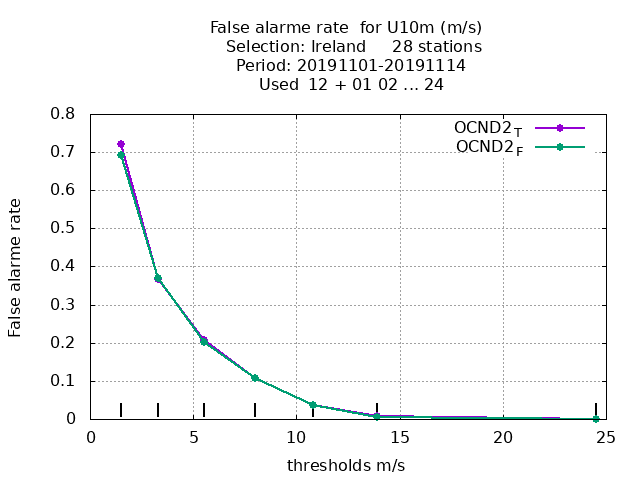 False alarme rate  for U10m (m/s)
Selection: Ireland     28 stations
Period: 20191101-20191114
Used  12 + 01 02 ... 24
OCND2_T
OCND2_F
False alarme rate
0.8
0.7
0.6
0.5
0.4
0.3
0.2
0.1
0
0 5 10 15 20 25
thresholds m/s